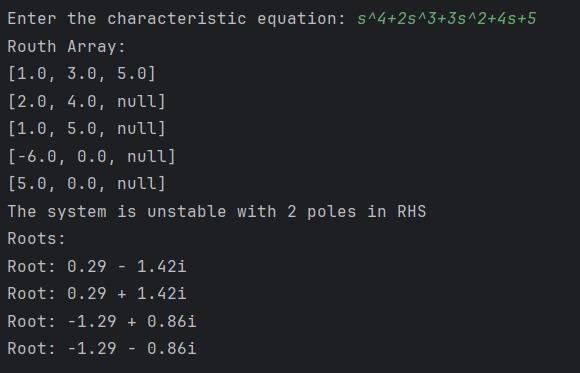 Enter the characteristic equation: s^4+2s^3+3s^2+4s+5
Routh Array:
[1.0, 3.0, 5.0]
[2.0, 4.0, null]
[1.0, 5.0, null]
[-6.0, 0.0, null]
[5.0, 0.0, null]
The system is unstable with 2 poles in RHS
Roots:
Root: 0.29 - 1.42i
Root: 0.29 + 1.42i
Root: -1.29 + 0.86i
Root: -1.29 - 0.86i